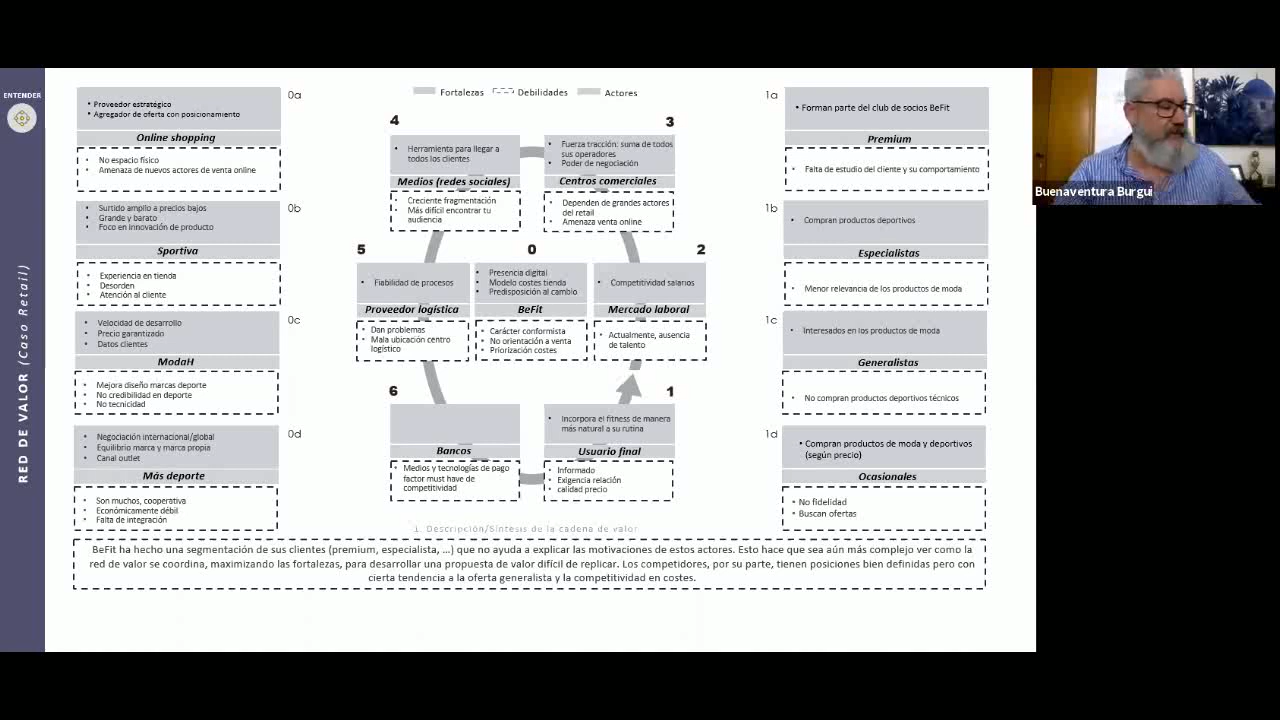 ENTENDER
RED DE VALOR (Caso Retail)
Fortalezas
Debilidades
Actores
0a
• Proveedor estratégico
• Agregador de oferta con posicionamiento
Online shopping
• No espacio físico
• Amenaza de nuevos actores de venta online
0b
• Surtido amplio a precios bajos
• Grande y barato
• Foco en innovación de producto
Sportiva
• Experiencia en tienda
• Desorden
• Atención al cliente
0c
• Velocidad de desarrollo
• Precio garantizado
• Datos clientes
ModaH
• Mejora diseño marcas deporte
• No credibilidad en deporte
• No tecnicidad
0d
• Negociación internacional/global
• Equilibrio marca y marca propia
• Canal outlet
Más deporte
• Son muchos, cooperativa
• Económicamente débil
• Falta de integración
4
• Herramienta para llegar a
todos los clientes
Medios (redes sociales)
• Creciente fragmentación
• Más difícil encontrar tu
audiencia
3
• Fuerza tracción: suma de todos
sus operadores
• Poder de negociación
Centros comerciales
• Dependen de grandes actores
del retail
• Amenaza venta online
5
• Fiabilidad de procesos
Proveedor logística
• Dan problemas
• Mala ubicación centro
logístico
0
• Presencia digital
• Modelo costes tienda
• Predisposición al cambio
BeFit
• Carácter conformista
• No orientación a venta
• Priorización costes
2
• Competitividad salarios
Mercado laboral
• Actualmente, ausencia
de talento
6
Bancos
• Medios y tecnologías de pago
factor must have de
competitividad
1
• Incorpora el fitness de manera
más natural a su rutina
Usuario final
• Informado
• Exigencia relación
• calidad precio
1a
• Forman parte del club de socios BeFit
Premium
• Falta de estudio del cliente y su comportamiento
1b
• Compran productos deportivos
Especialistas
• Menor relevancia de los productos de moda
1c
• Interesados en los productos de moda
Generalistas
• No compran productos deportivos técnicos
1d
• Compran productos de moda y deportivos
(según precio)
Ocasionales
• No fidelidad
• Buscan ofertas
1. Descripción/Síntesis de la cadena de valor
BeFit ha hecho una segmentación de sus clientes (premium, especialista, …) que no ayuda a explicar las motivaciones de estos actores. Esto hace que sea aún más complejo ver como la
red de valor se coordina, maximizando las fortalezas, para desarrollar una propuesta de valor difícil de replicar. Los competidores, por su parte, tienen posiciones bien definidas pero con
cierta tendencia a la oferta generalista y la competitividad en costes.
Buenaventura Burgui